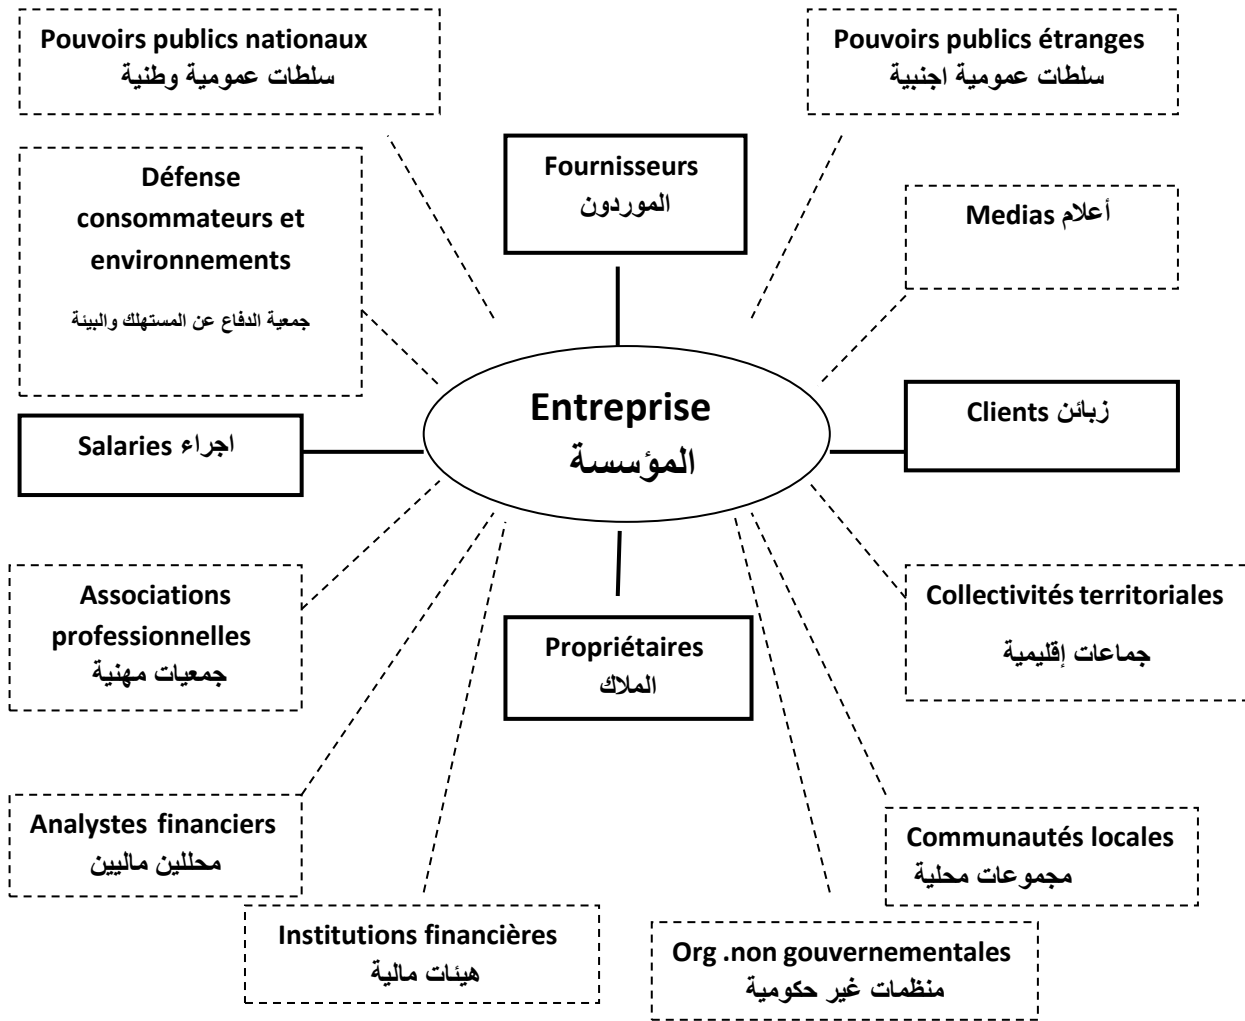 Pouvoirs publics nationaux
سلطات عمومية وطنية
Pouvoirs publics étranges
سلطات عمومية اجنبية
Fournisseurs
الموردون
Défense
consommateurs et
environnements
جمعية الدفاع عن المستهلك والبيئة
Medias أعلام
Entreprise
المؤسسة
Salaries اجراء
Clients زبائن
Associations
professionnelles
جمعيات مهنية
Propriétaires
الملاك
Collectivités territoriales
جماعات إقليمية
Analystes financiers
محللين ماليين
Communautés locales
مجموعات محلية
Institutions financières
هيئات مالية
Org .non gouvernementales
منظمات غير حكومية